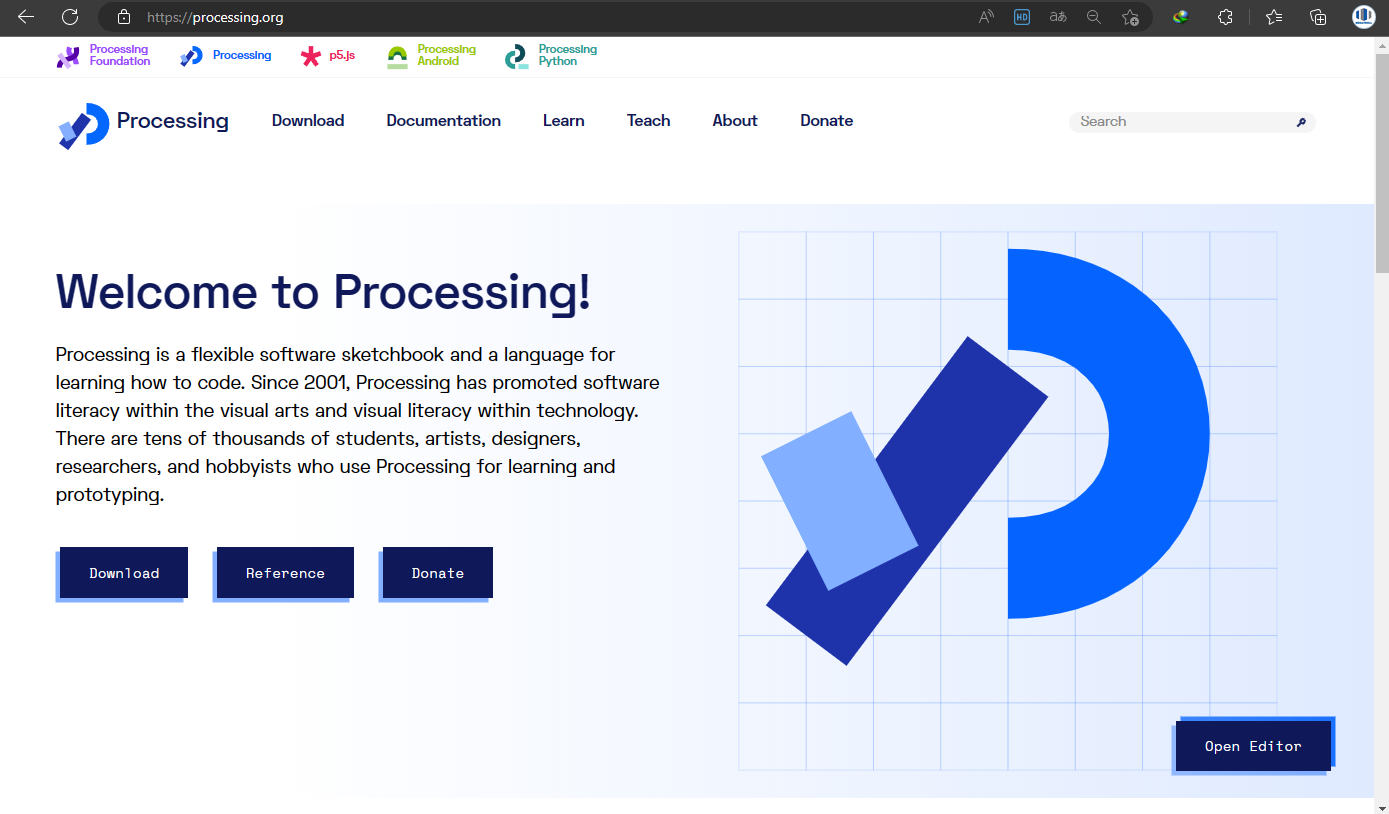 https://processing.org
HD
aあ
Processing Foundation
Processing
p5.js
Processing Android
Processing Python
Processing
Download
Documentation
Learn
Teach
About
Donate
Search
Welcome to Processing!
Processing is a flexible software sketchbook and a language for
learning how to code. Since 2001, Processing has promoted software
literacy within the visual arts and visual literacy within technology.
There are tens of thousands of students, artists, designers,
researchers, and hobbyists who use Processing for learning and
prototyping.
Download
Reference
Donate
Open Editor